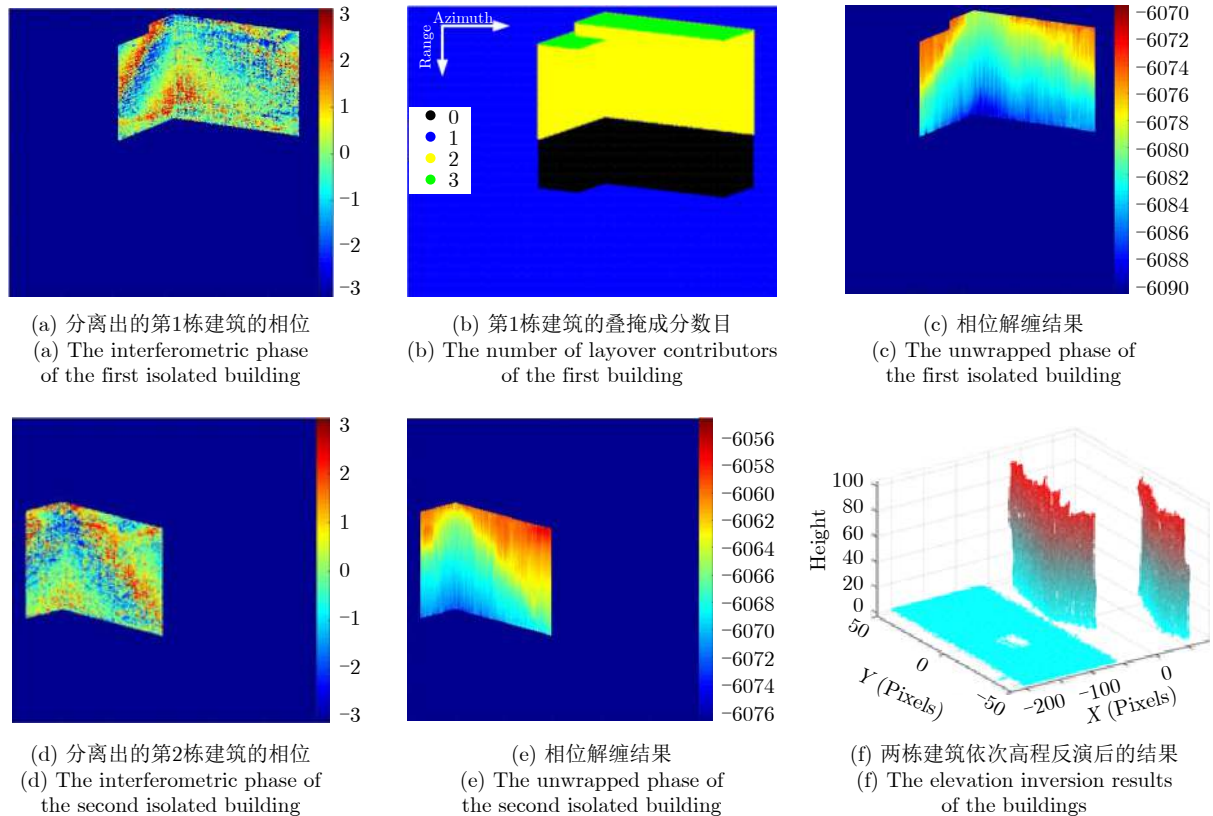 3
2
1
0
−1
−2
−3
Azimuth
Range
0
1
2
3
−6070
−6072
−6074
−6076
−6078
−6080
−6082
−6084
−6086
−6088
−6090
(a) 分离出的第1栋建筑的相位
(a) The interferometric phase
of the first isolated building
(b) 第1栋建筑的叠掩成分数目
(b) The number of layover contributors
of the first building
(c) 相位解缠结果
(c) The unwrapped phase of
the first isolated building
3
2
1
0
−1
−2
−3
−6056
−6058
−6060
−6062
−6064
−6066
−6068
−6070
−6072
−6074
−6076
100
80
60
40
20
0
Height
50
0
−50
Y (Pixels)
−200
−100
0
X (Pixels)
(d) 分离出的第2栋建筑的相位
(d) The interferometric phase of
the second isolated building
(e) 相位解缠结果
(e) The unwrapped phase of
the second isolated building
(f) 两栋建筑依次高程反演后的结果
(f) The elevation inversion results
of the buildings